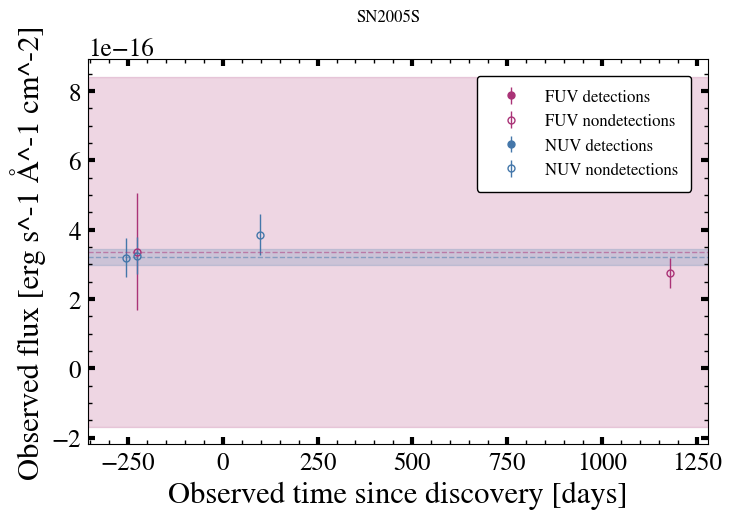 SN2005S
1e−16
Observed flux [erg s^-1 Å^-1 cm^-2]
8
6
4
2
0
−2
FUV detections
FUV nondetections
NUV detections
NUV nondetections
−250 0 250 500 750 1000 1250
Observed time since discovery [days]